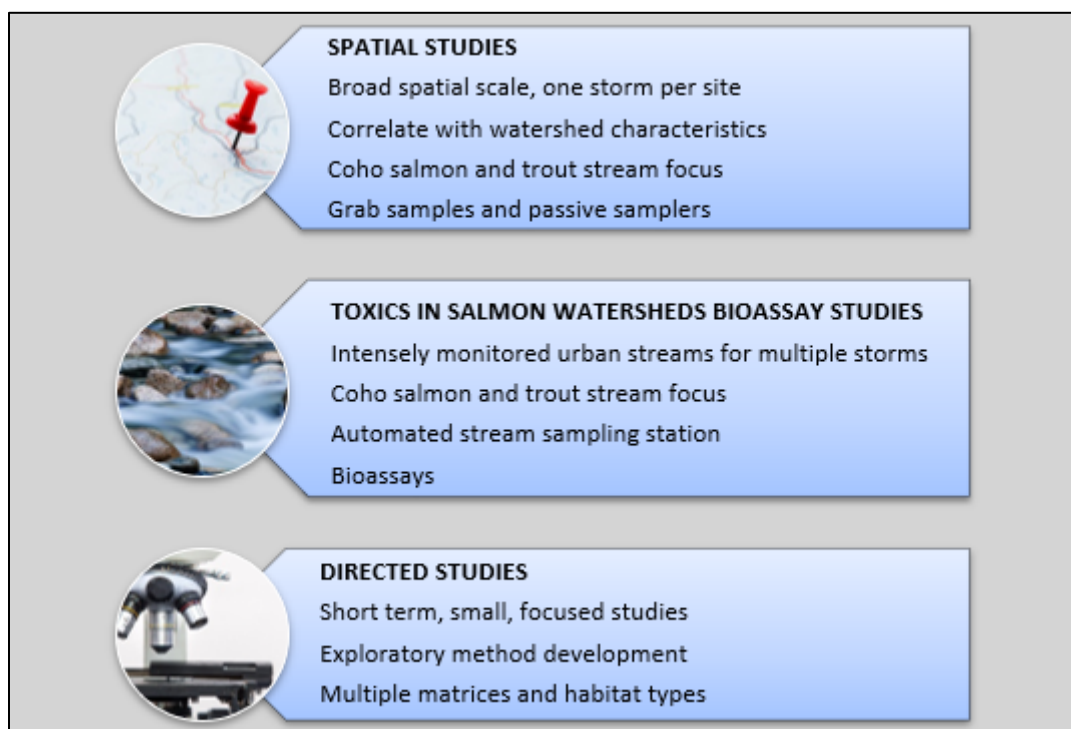 SPATIAL STUDIES
Broad spatial scale, one storm per site
Correlate with watershed characteristics
Coho salmon and trout stream focus
Grab samples and passive samplers
TOXICS IN SALMON WATERSHEDS BIOASSAY STUDIES
Intensely monitored urban streams for multiple storms
Coho salmon and trout stream focus
Automated stream sampling station
Bioassays
DIRECTED STUDIES
Short term, small, focused studies
Exploratory method development
Multiple matrices and habitat types